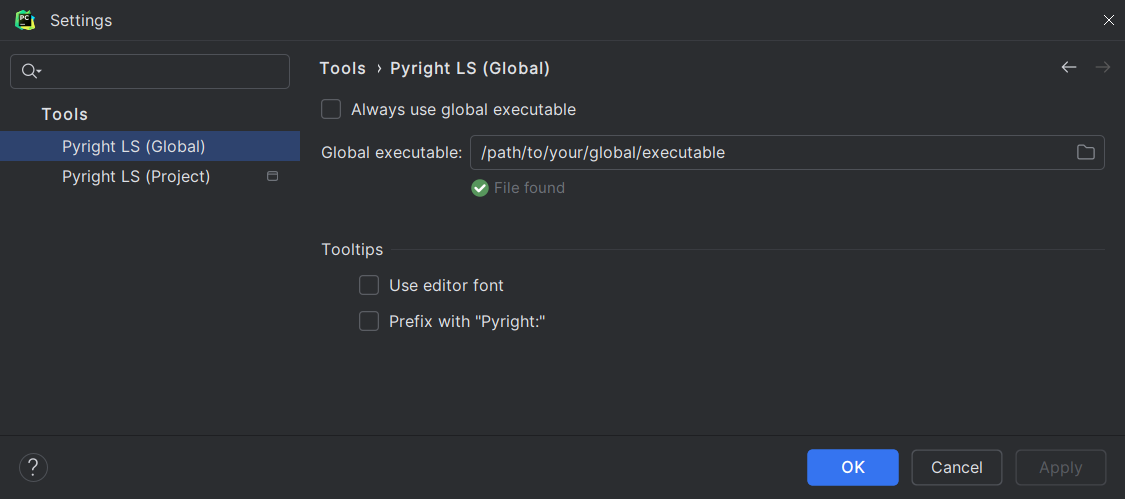 PC
Settings
Tools
Pyright LS (Global)
Pyright LS (Project)
Tools › Pyright LS (Global)
Always use global executable
Global executable: /path/to/your/global/executable
File found
Tooltips
Use editor font
Prefix with "Pyright:"
?
OK Cancel Apply